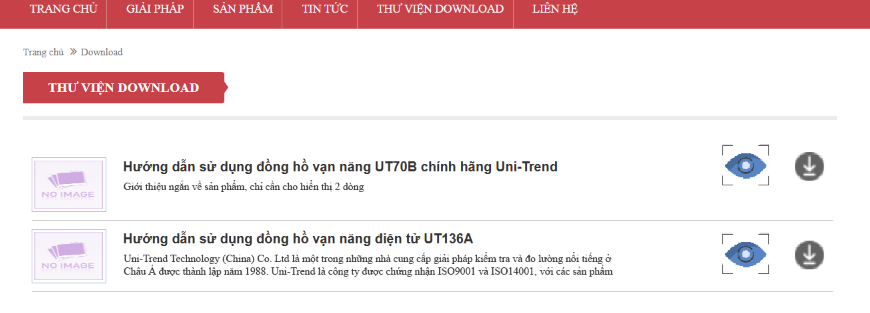 TRANG CHỦ GIẢI PHÁP SẢN PHẨM TIN TỨC THƯ VIỆN DOWNLOAD LIÊN HỆ
Trang chủ » Download
THƯ VIỆN DOWNLOAD
NO IMAGE
Hướng dẫn sử dụng đồng hồ vạn năng UT70B chính hãng Uni-Trend
Giới thiệu ngắn về sản phẩm, chỉ cần cho hiển thị 2 dòng
NO IMAGE
Hướng dẫn sử dụng đồng hồ vạn năng điện tử UT136A
Uni-Trend Technology (China) Co. Ltd là một trong những nhà cung cấp giải pháp kiểm tra và đo lường nổi tiếng ở
Châu Á được thành lập năm 1988. Uni-Trend là công ty được chứng nhận ISO9001 và ISO14001, với các sản phẩm